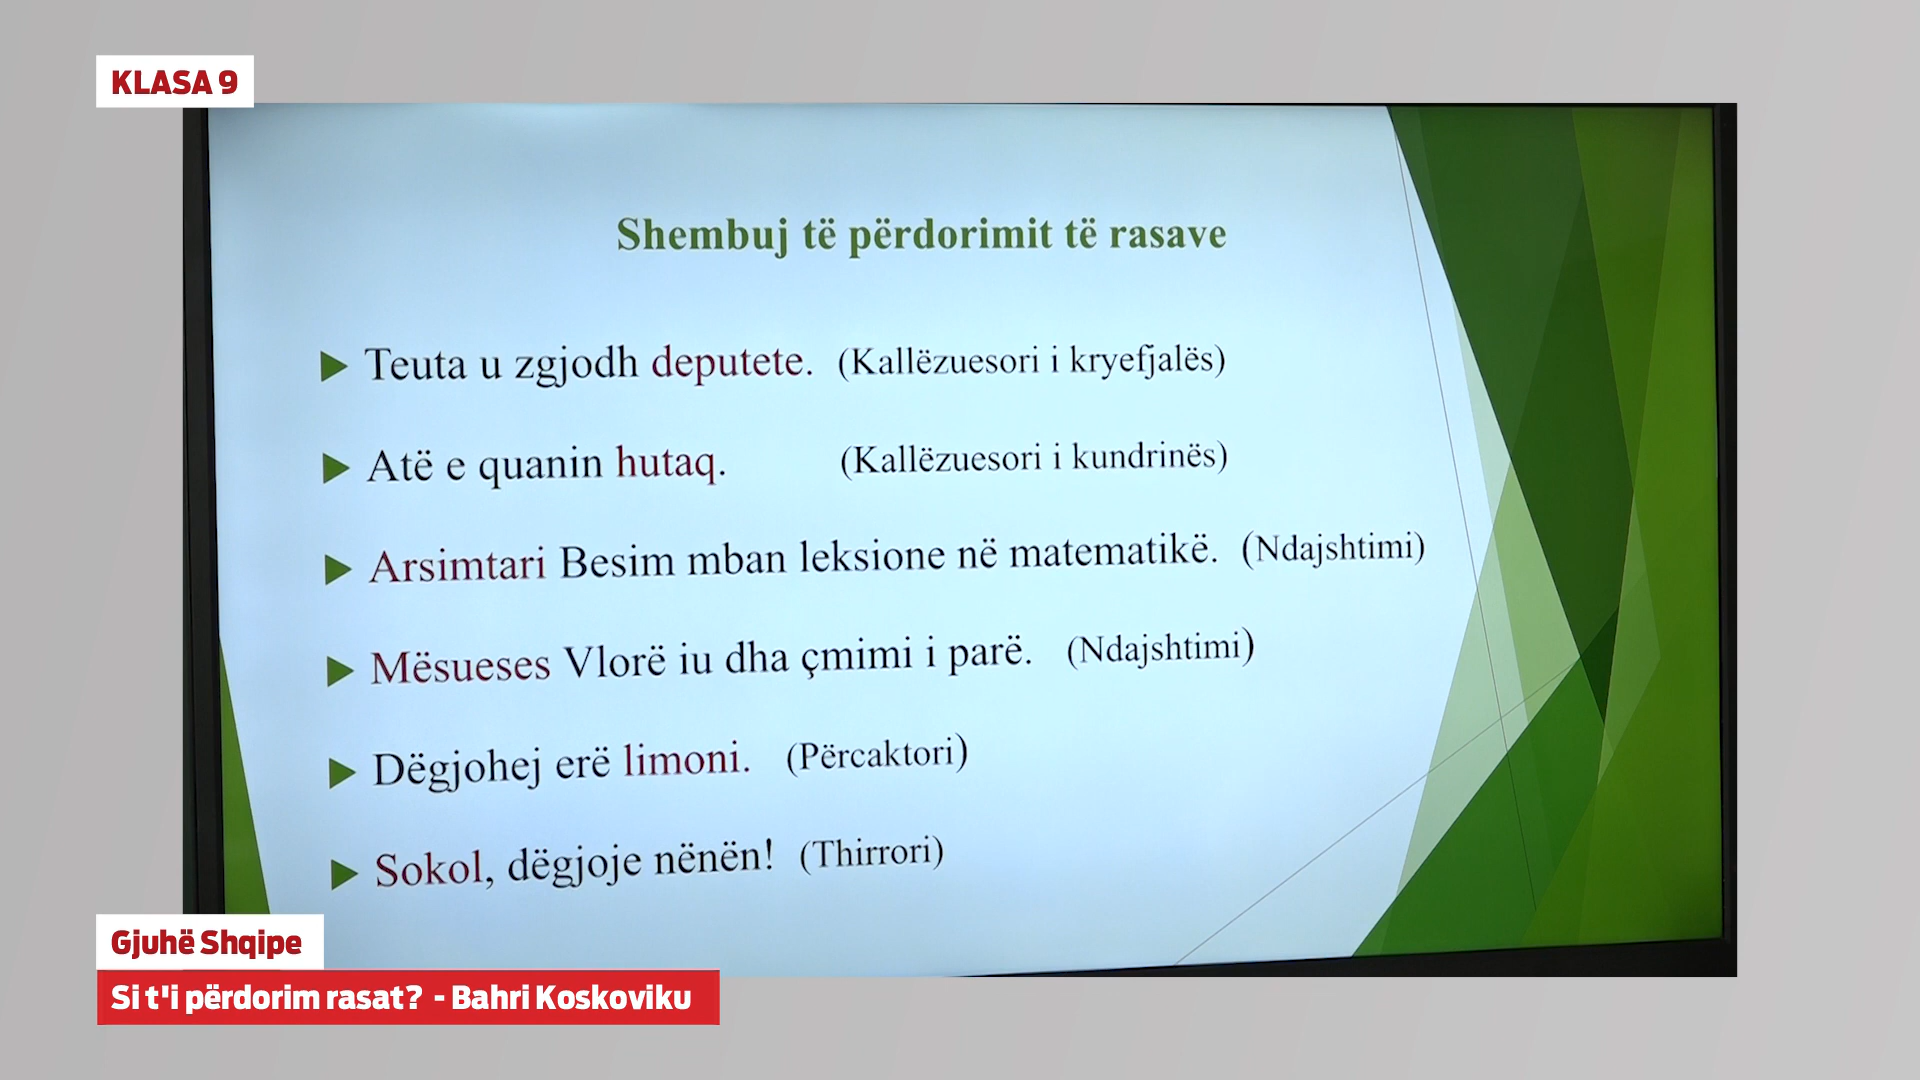 KLASA 9
Shembuj të përdorimit të rasave
Teuta u zgjodh deputete. (Kallëzuesori i kryefjalës)
Atë e quanin hutaq. (Kallëzuesori i kundrinës)
Arsimtari Besim mban leksione në matematikë. (Ndajshtimi)
Mësueses Vlorë iu dha çmimi i parë. (Ndajshtimi)
Dëgjohej erë limoni. (Përcaktori)
Sokol, dëgjoje nënën! (Thirrori)
Gjuhë Shqipe
Si t'i përdorim rasat? - Bahri Koskoviku